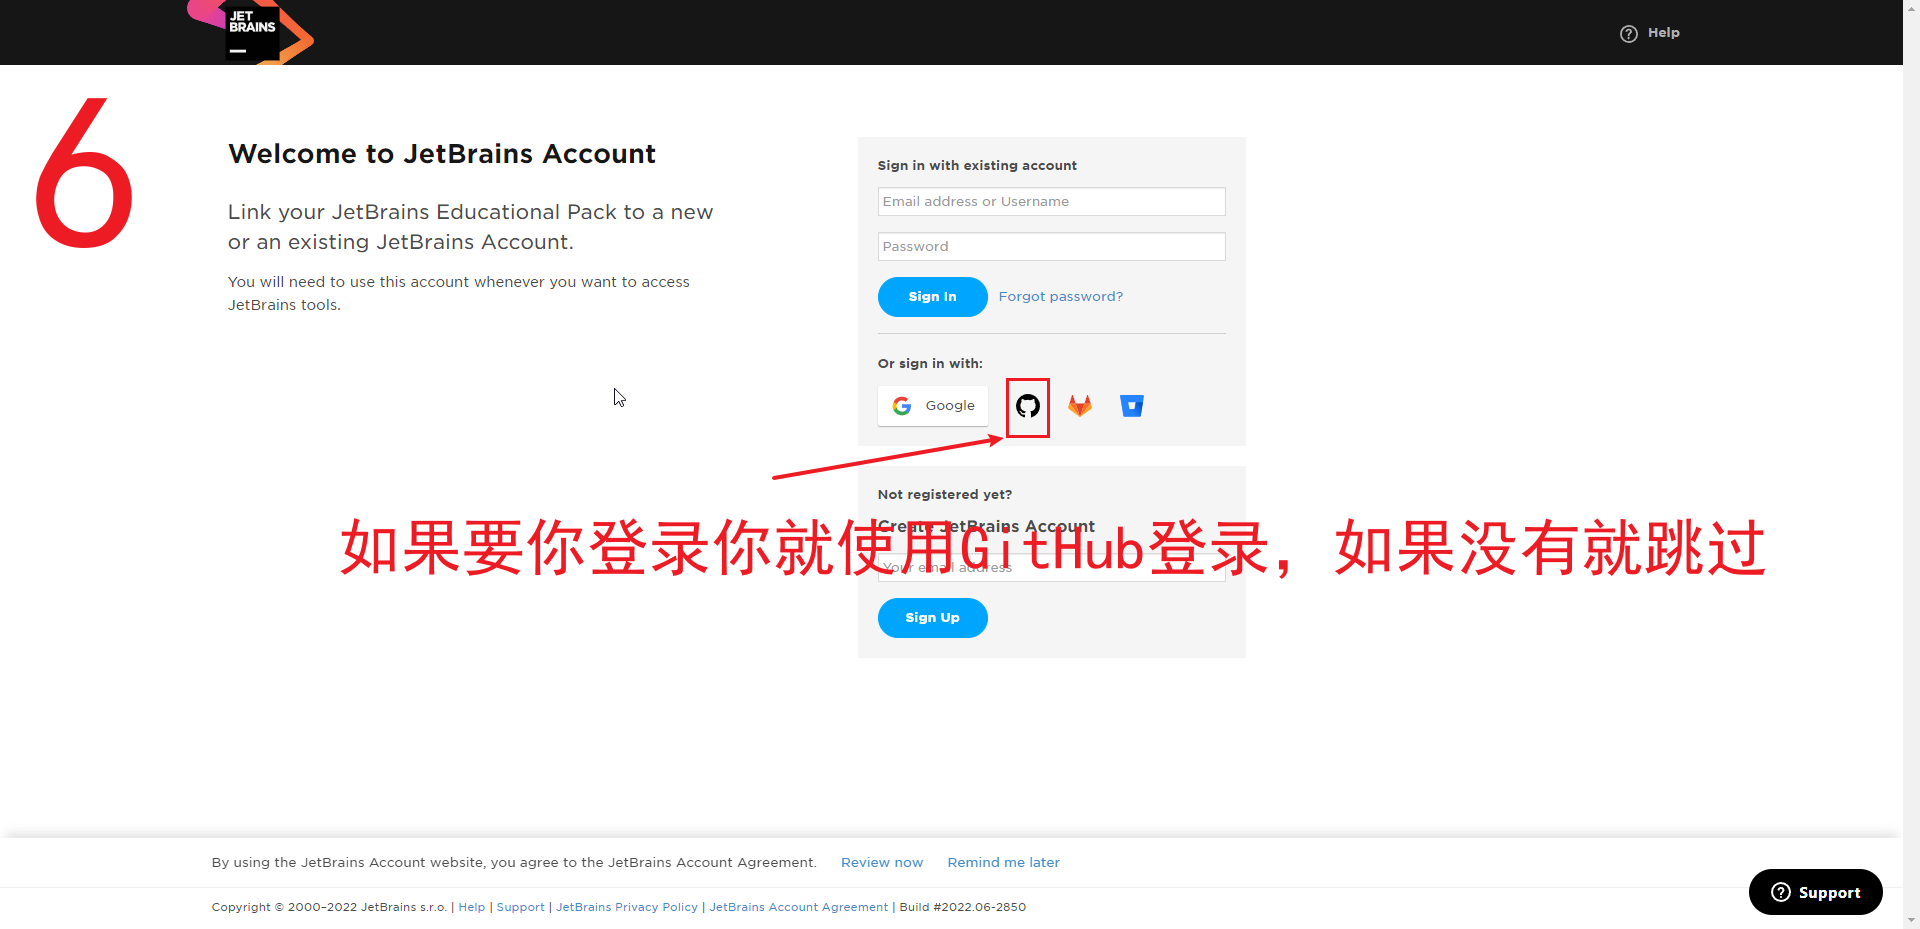 JET
BRAINS
Help
6
Welcome to JetBrains Account
Link your JetBrains Educational Pack to a new
or an existing JetBrains Account.
You will need to use this account whenever you want to access
JetBrains tools.
Sign in with existing account
Email address or Username
Password
Sign In
Forgot password?
Or sign in with:
Google
Not registered yet?
Create JetBrains Account
如果要你登录你就使用GitHub登录，如果没有就跳过
Your email address
Sign Up
By using the JetBrains Account website, you agree to the JetBrains Account Agreement. Review now Remind me later
Support
Copyright © 2000–2022 JetBrains s.r.o. | Help | Support | JetBrains Privacy Policy | JetBrains Account Agreement | Build #2022.06-2850